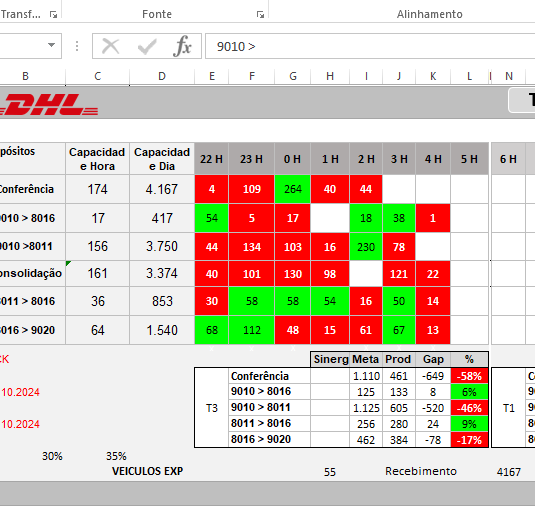 Transf...
Fonte
Alinhamento
fx
9010 >
B C D E F G H I J K L N
DHL
pósitos Capacidad e Hora Capacidad e Dia 22 H 23 H 0 H 1 H 2 H 3 H 4 H 5 H 6 H
Conferência 174 4.167 4 109 264 40 44
9010 > 8016 17 417 54 5 17 18 38 1
9010 >8011 156 3.750 44 134 103 16 230 78
onsolidação 161 3.374 40 101 130 98 121 22
8011 > 8016 36 853 30 58 58 54 16 50 14
8016 > 9020 64 1.540 68 112 48 15 61 67 13
CK
Sinerg Meta Prod Gap %
Conferência 1.110 461 -649 -58%
.10.2024 9010 > 8016 125 133 8 6%
T3 9010 > 8011 1.125 605 -520 -46% T1
.10.2024 8011 > 8016 256 280 24 9%
8016 > 9020 462 384 -78 -17%
30% 35%
VEICULOS EXP 55 Recebimento 4167